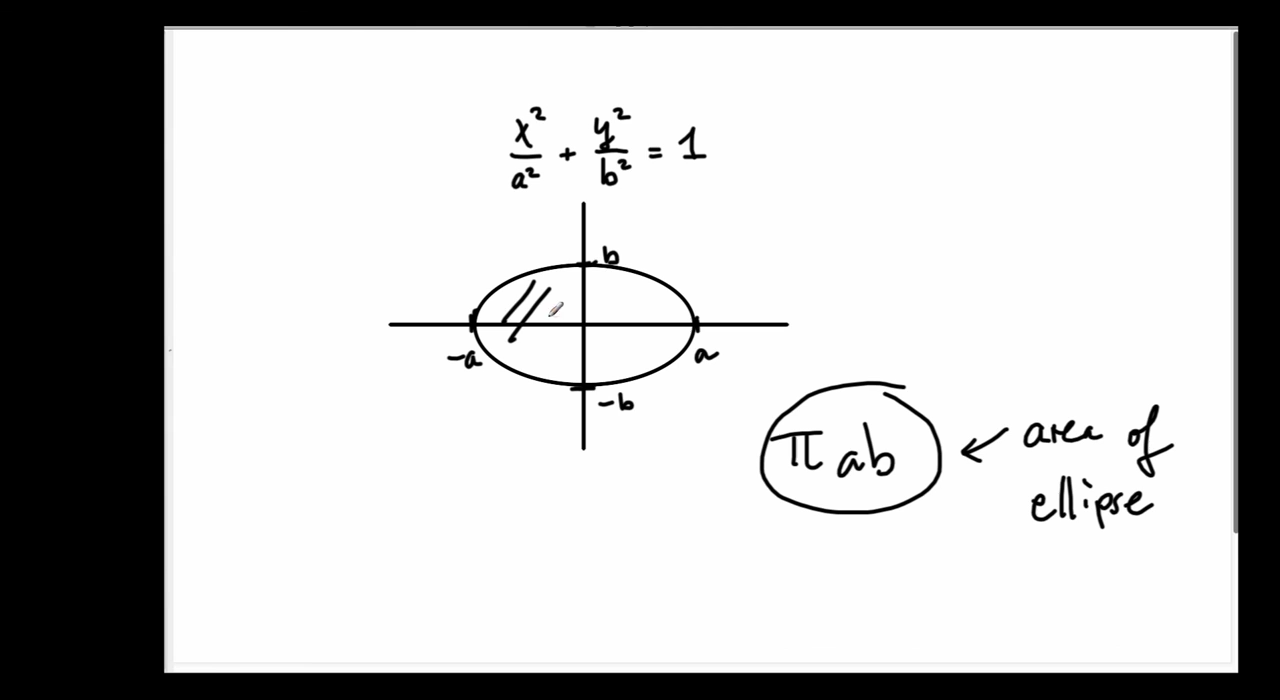 x²/a² + y²/b² = 1
b
-a
a
-b
πab ← area of
ellipse